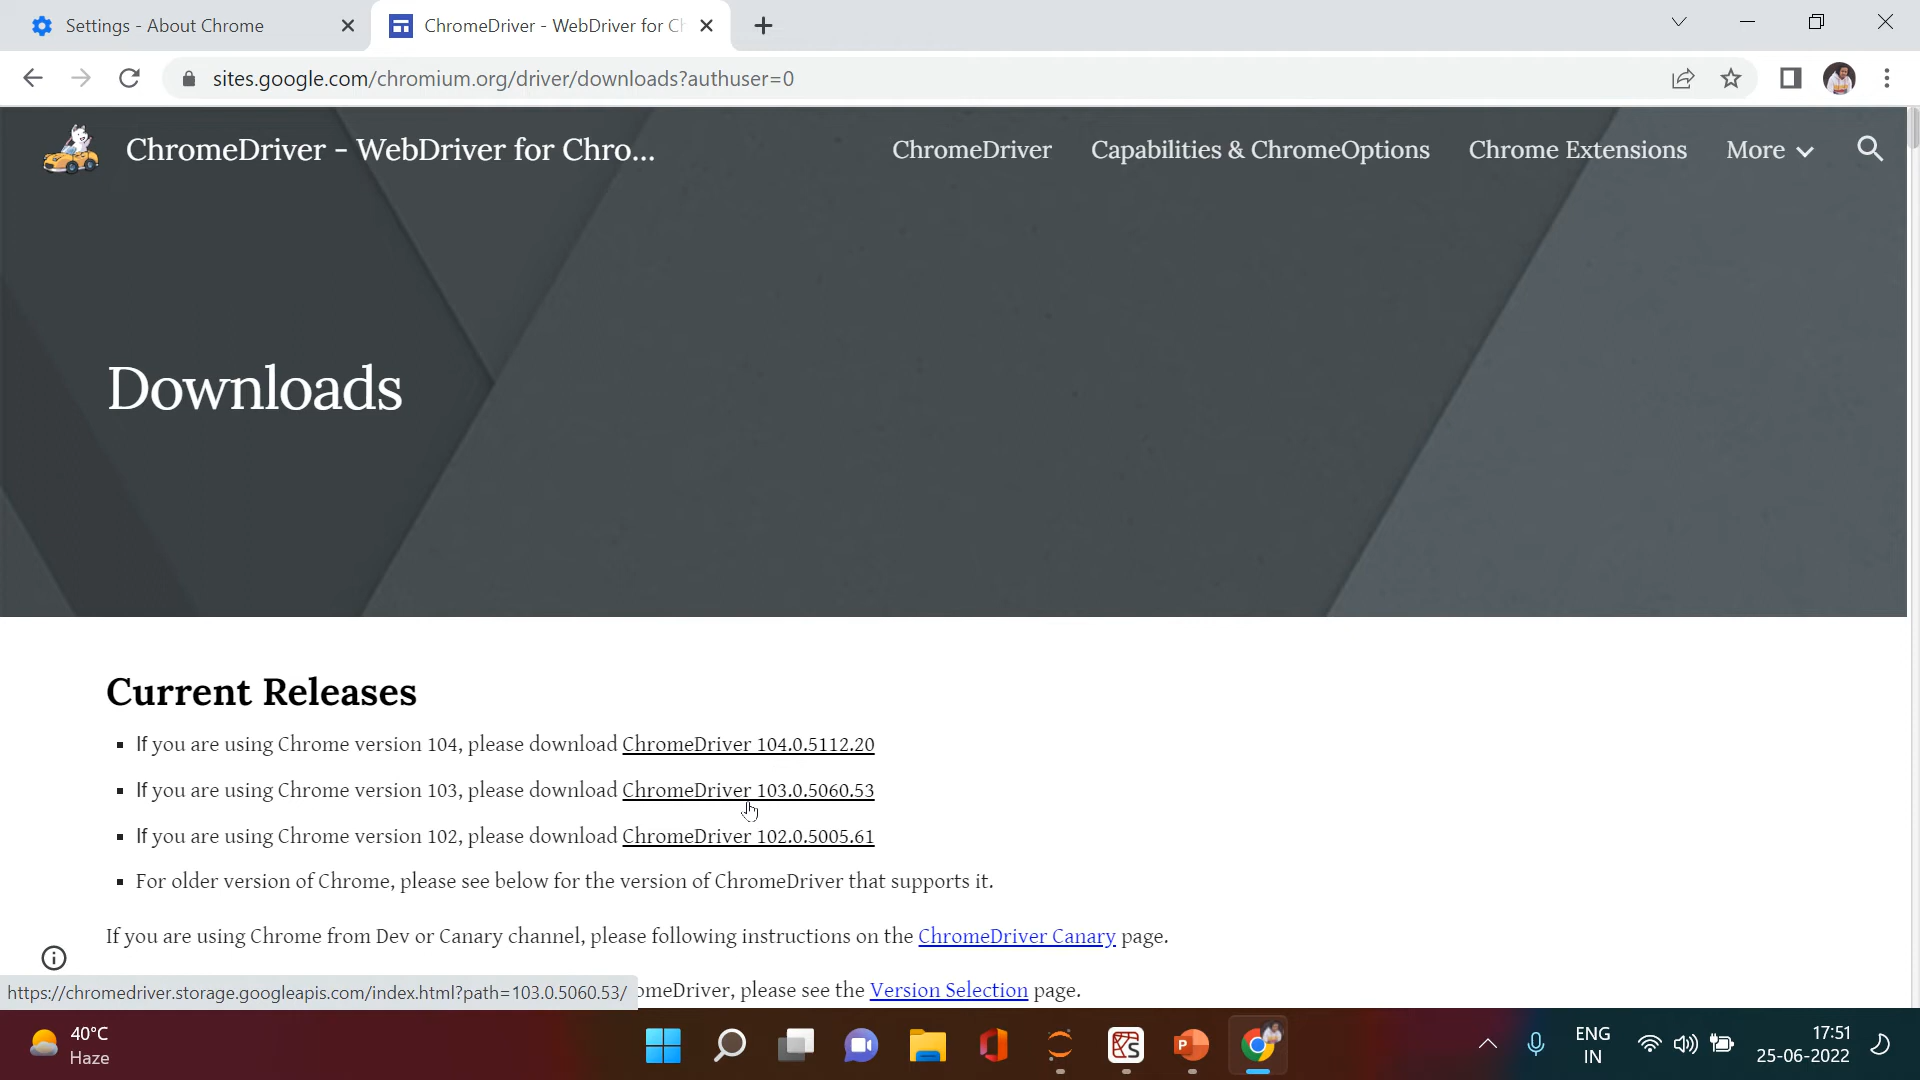 Settings - About Chrome
ChromeDriver - WebDriver for Ch
sites.google.com/chromium.org/driver/downloads?authuser=0
ChromeDriver - WebDriver for Chro...
ChromeDriver
Capabilities & ChromeOptions
Chrome Extensions
More
Downloads
Current Releases
If you are using Chrome version 104, please download ChromeDriver 104.0.5112.20
If you are using Chrome version 103, please download ChromeDriver 103.0.5060.53
If you are using Chrome version 102, please download ChromeDriver 102.0.5005.61
For older version of Chrome, please see below for the version of ChromeDriver that supports it.
If you are using Chrome from Dev or Canary channel, please following instructions on the ChromeDriver Canary page.
https://chromedriver.storage.googleapis.com/index.html?path=103.0.5060.53/
omeDriver, please see the Version Selection page.
40°C
Haze
ENG
IN
17:51
25-06-2022